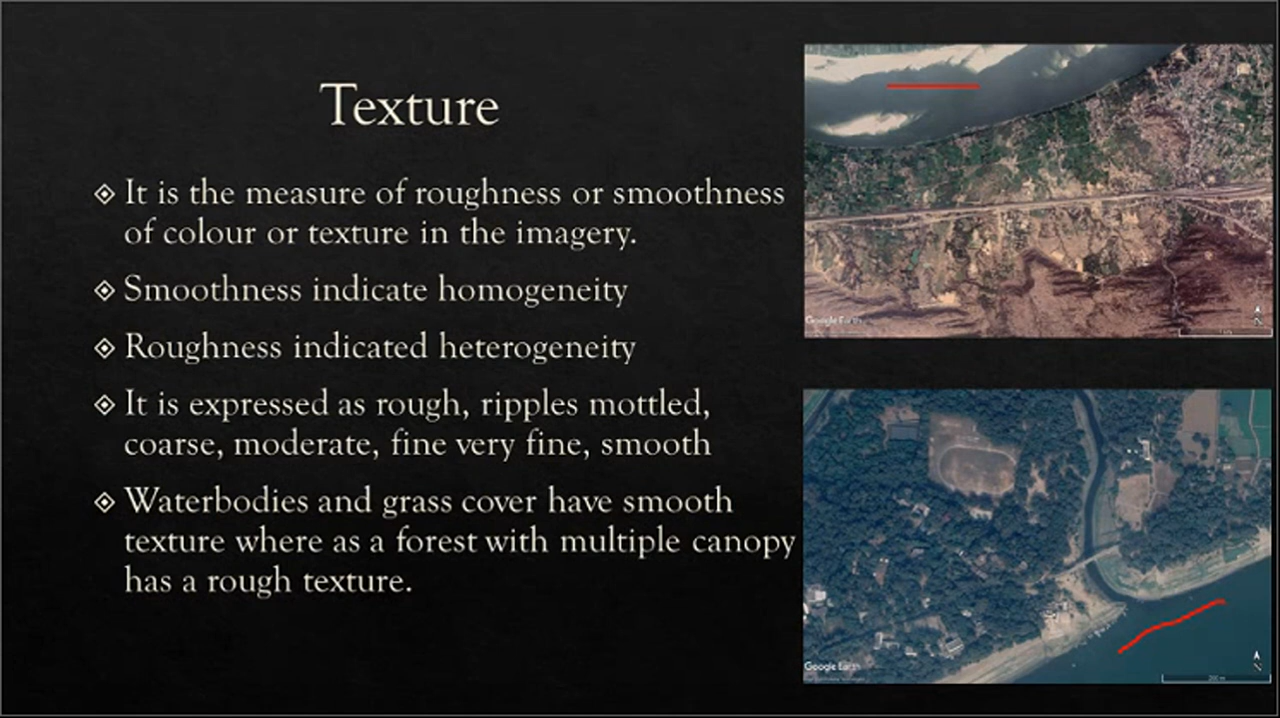 Texture
It is the measure of roughness or smoothness
of colour or texture in the imagery.
Smoothness indicate homogeneity
Roughness indicated heterogeneity
It is expressed as rough, ripples mottled,
coarse, moderate, fine very fine, smooth
Waterbodies and grass cover have smooth
texture where as a forest with multiple canopy
has a rough texture.
Google Earth
N
Google Earth
N
200 m